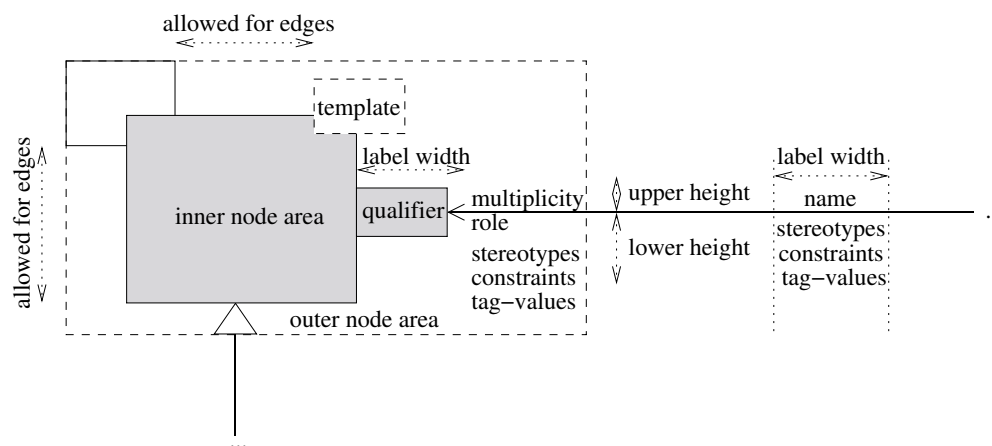 allowed for edges
template
label width
allowed for edges
inner node area
qualifier
multiplicity
role
stereotypes
constraints
tag-values
upper height
lower height
label width
name
stereotypes
constraints
tag-values
outer node area